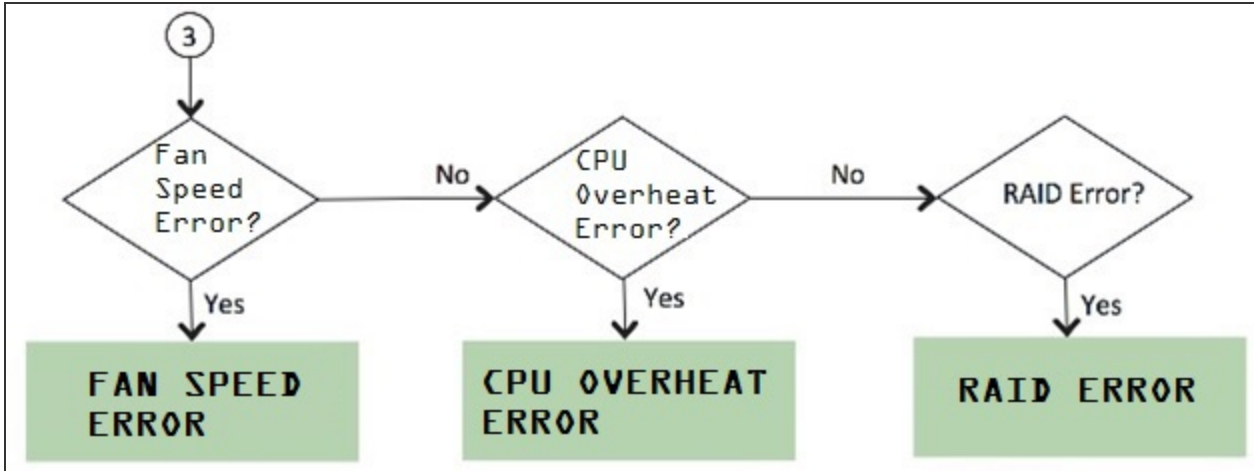 3
Fan
Speed
Error?
No
CPU
Overheat
Error?
No
RAID Error?
Yes
Yes
Yes
FAN SPEED
ERROR
CPU OVERHEAT
ERROR
RAID ERROR